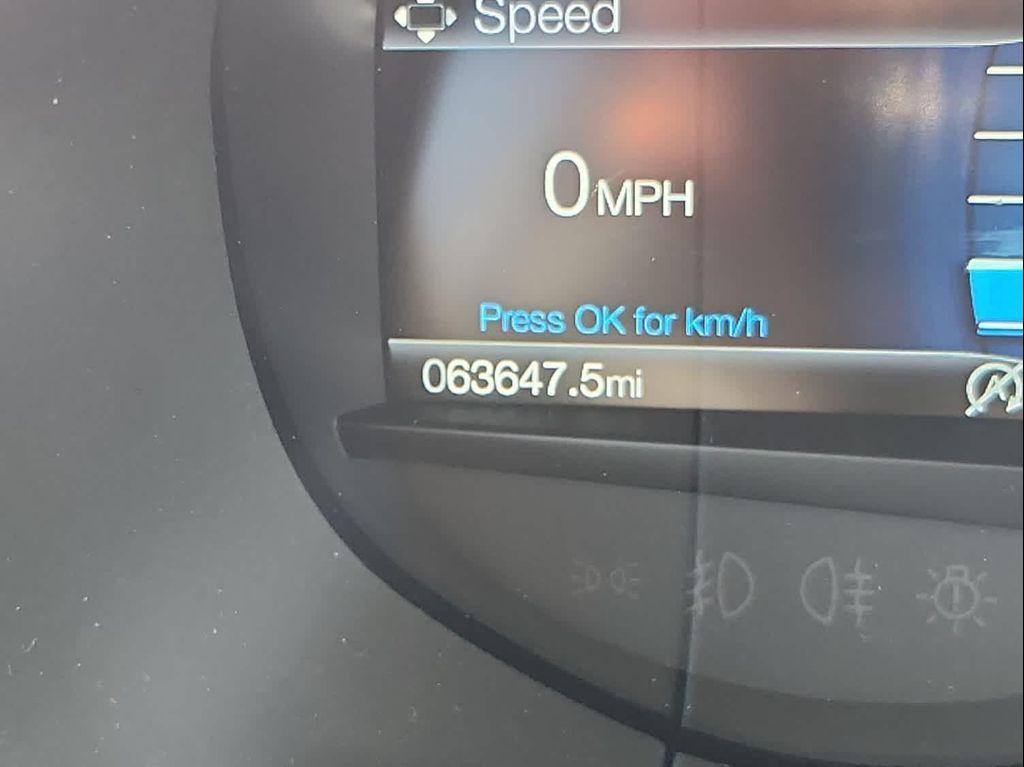 Speed
0MPH
Press OK for km/h
063647.5mi